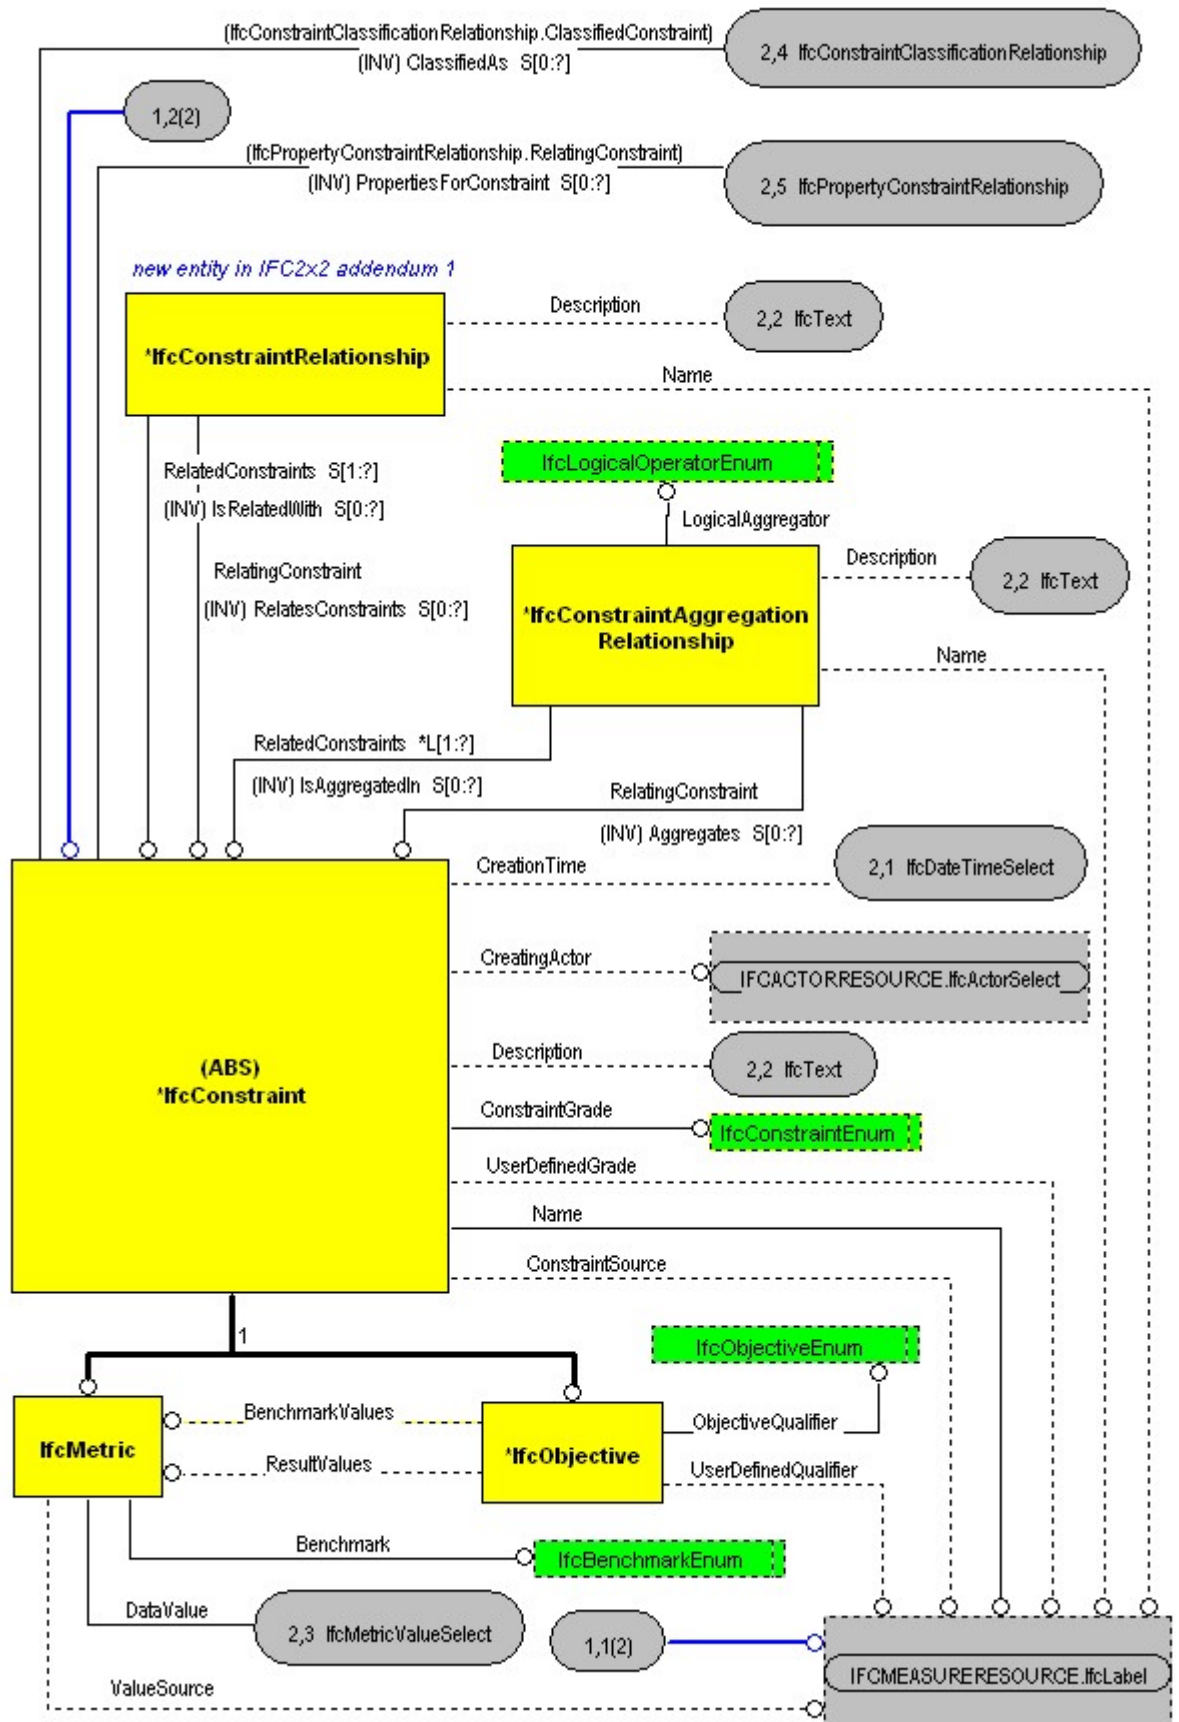 (IfcConstraintClassificationRelationship.ClassifiedConstraint)
(INV) ClassifiedAs S[0:?]
2,4 IfcConstraintClassificationRelationship
1,2(2)
(IfcPropertyConstraintRelationship.RelatingConstraint)
(INV) PropertiesForConstraint S[0:?]
2,5 IfcPropertyConstraintRelationship
new entity in IFC2x2 addendum 1
*IfcConstraintRelationship
Description
2,2 IfcText
Name
RelatedConstraints S[1:?]
(INV) IsRelatedWith S[0:?]
IfcLogicalOperatorEnum
LogicalAggregator
RelatingConstraint
(INV) RelatesConstraints S[0:?]
*IfcConstraintAggregation
Relationship
Description
2,2 IfcText
Name
RelatedConstraints *L[1:?]
(INV) IsAggregatedIn S[0:?]
RelatingConstraint
(INV) Aggregates S[0:?]
CreationTime
2,1 IfcDateTimeSelect
CreatingActor
IFCACTORRESOURCE.IfcActorSelect
(ABS)
*IfcConstraint
Description
2,2 IfcText
ConstraintGrade
IfcConstraintEnum
UserDefinedGrade
Name
ConstraintSource
1
IfcObjectiveEnum
IfcMetric
BenchmarkValues
ResultValues
*IfcObjective
ObjectiveQualifier
UserDefinedQualifier
Benchmark
IfcBenchmarkEnum
DataValue
2,3 IfcMetricValueSelect
1,1(2)
IFCMEASURERESOURCE.IfcLabel
ValueSource